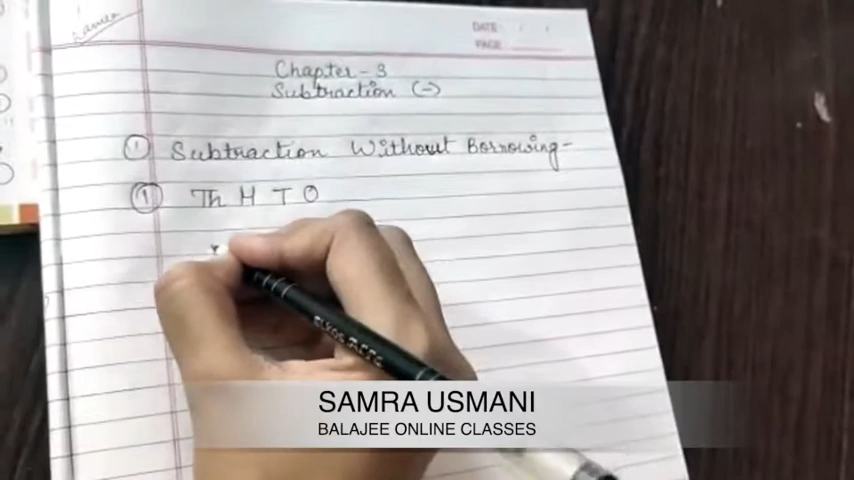 DATE
PAGE
Chapter - 3
Subtraction (-)
① Subtraction Without Borrowing -
① Th H T O
SAMRA USMANI
BALAJEE ONLINE CLASSES